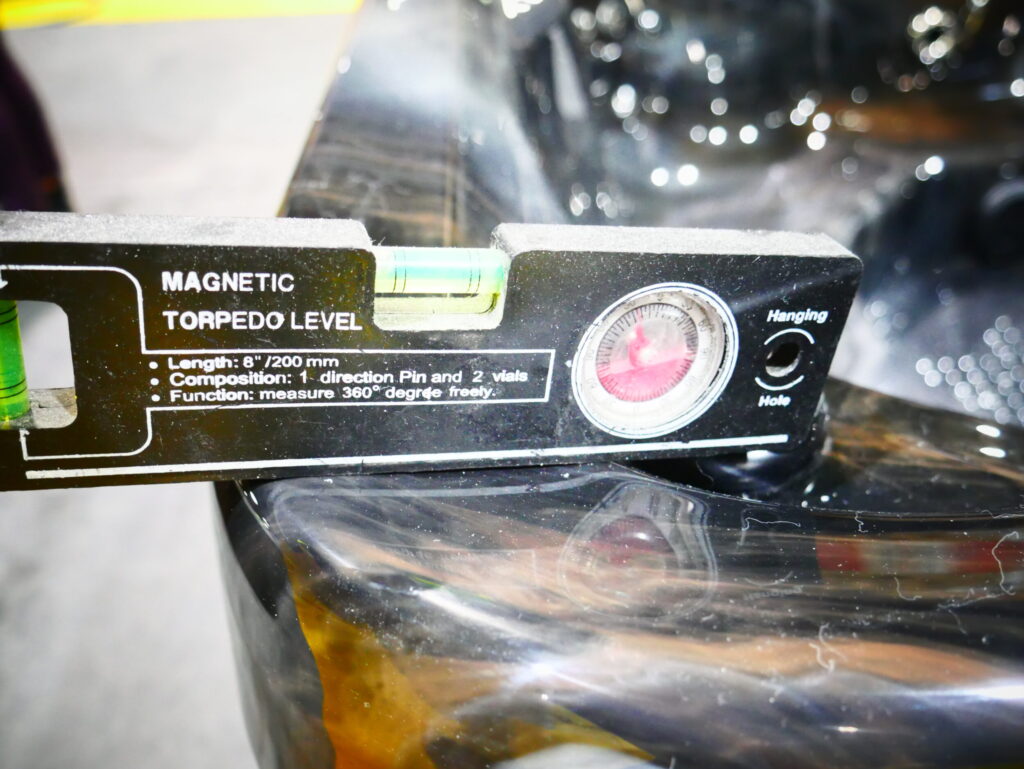 MAGNETIC
TORPEDO LEVEL
• Length: 8"/200 mm
• Composition: 1 direction Pin and 2 vials
• Function: measure 360° degree freely.
Hanging
Hole